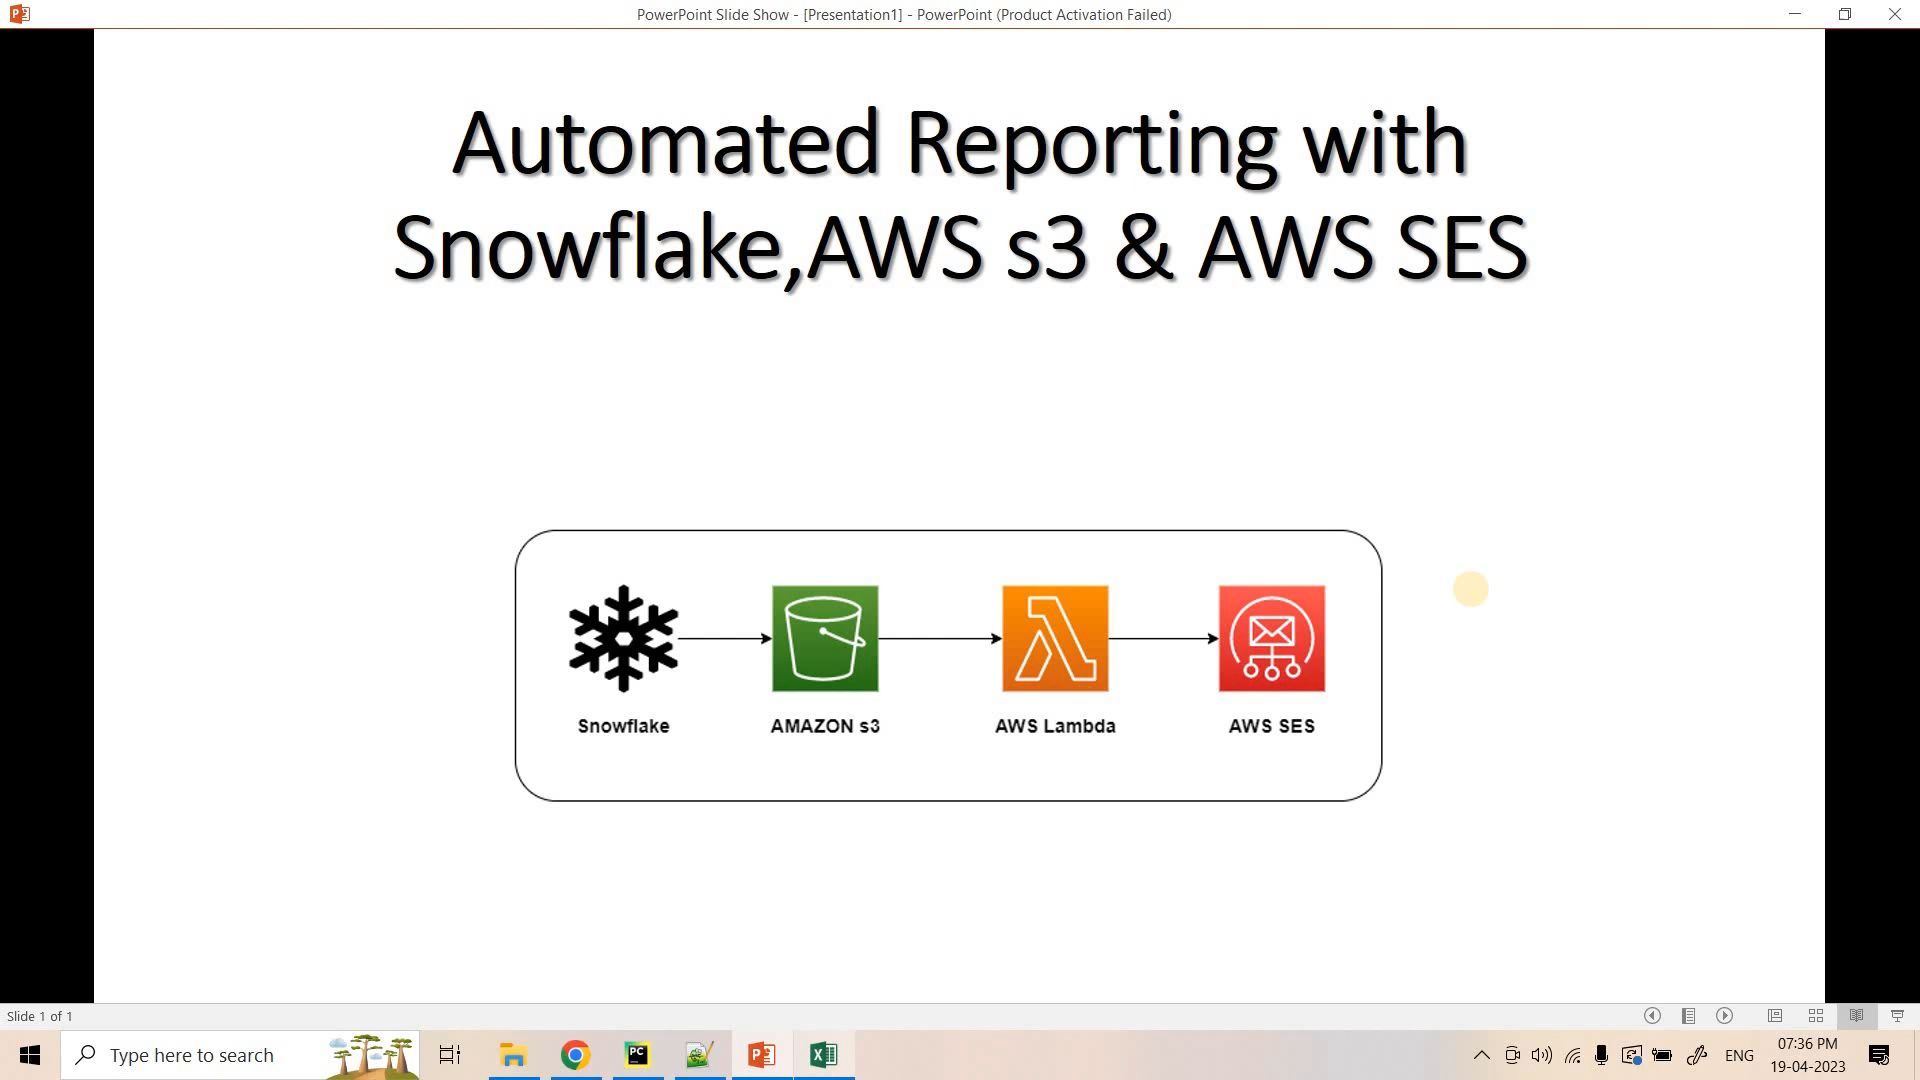 PowerPoint Slide Show - [Presentation1] - PowerPoint (Product Activation Failed)
Automated Reporting with
Snowflake,AWS s3 & AWS SES
Snowflake
AMAZON s3
AWS Lambda
AWS SES
Slide 1 of 1
Type here to search
PC
ENG
07:36 PM
19-04-2023